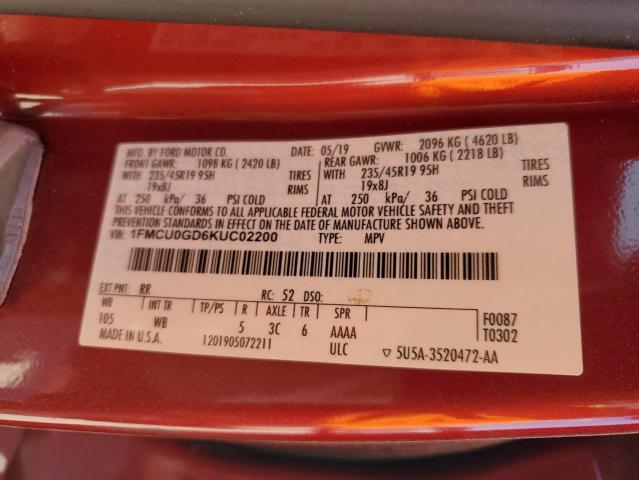 MFD. BY FORD MOTOR CO. DATE: 05/19 GVWR: 2096 KG ( 4620 LB)
FRONT GAWR: 1098 KG ( 2420 LB) REAR GAWR: 1006 KG ( 2218 LB)
WITH 235/45R19 95H TIRES WITH 235/45R19 95H TIRES
19x8J RIMS 19x8J RIMS
AT 250 kPa/ 36 PSI COLD AT 250 kPa/ 36 PSI COLD
THIS VEHICLE CONFORMS TO ALL APPLICABLE FEDERAL MOTOR VEHICLE SAFETY AND THEFT
PREVENTION STANDARDS IN EFFECT ON THE DATE OF MANUFACTURE SHOWN ABOVE.
VIN: 1FMCU0GD6KUC02200 TYPE: MPV
EXT PNT: RR RC: 52 DSO:
WB INT TR TP/PS R AXLE TR SPR F0087
105 WB 5 3C 6 AAAA T0302
MADE IN U.S.A. 1201905072211 ULC ▽ 5U5A-3520472-AA